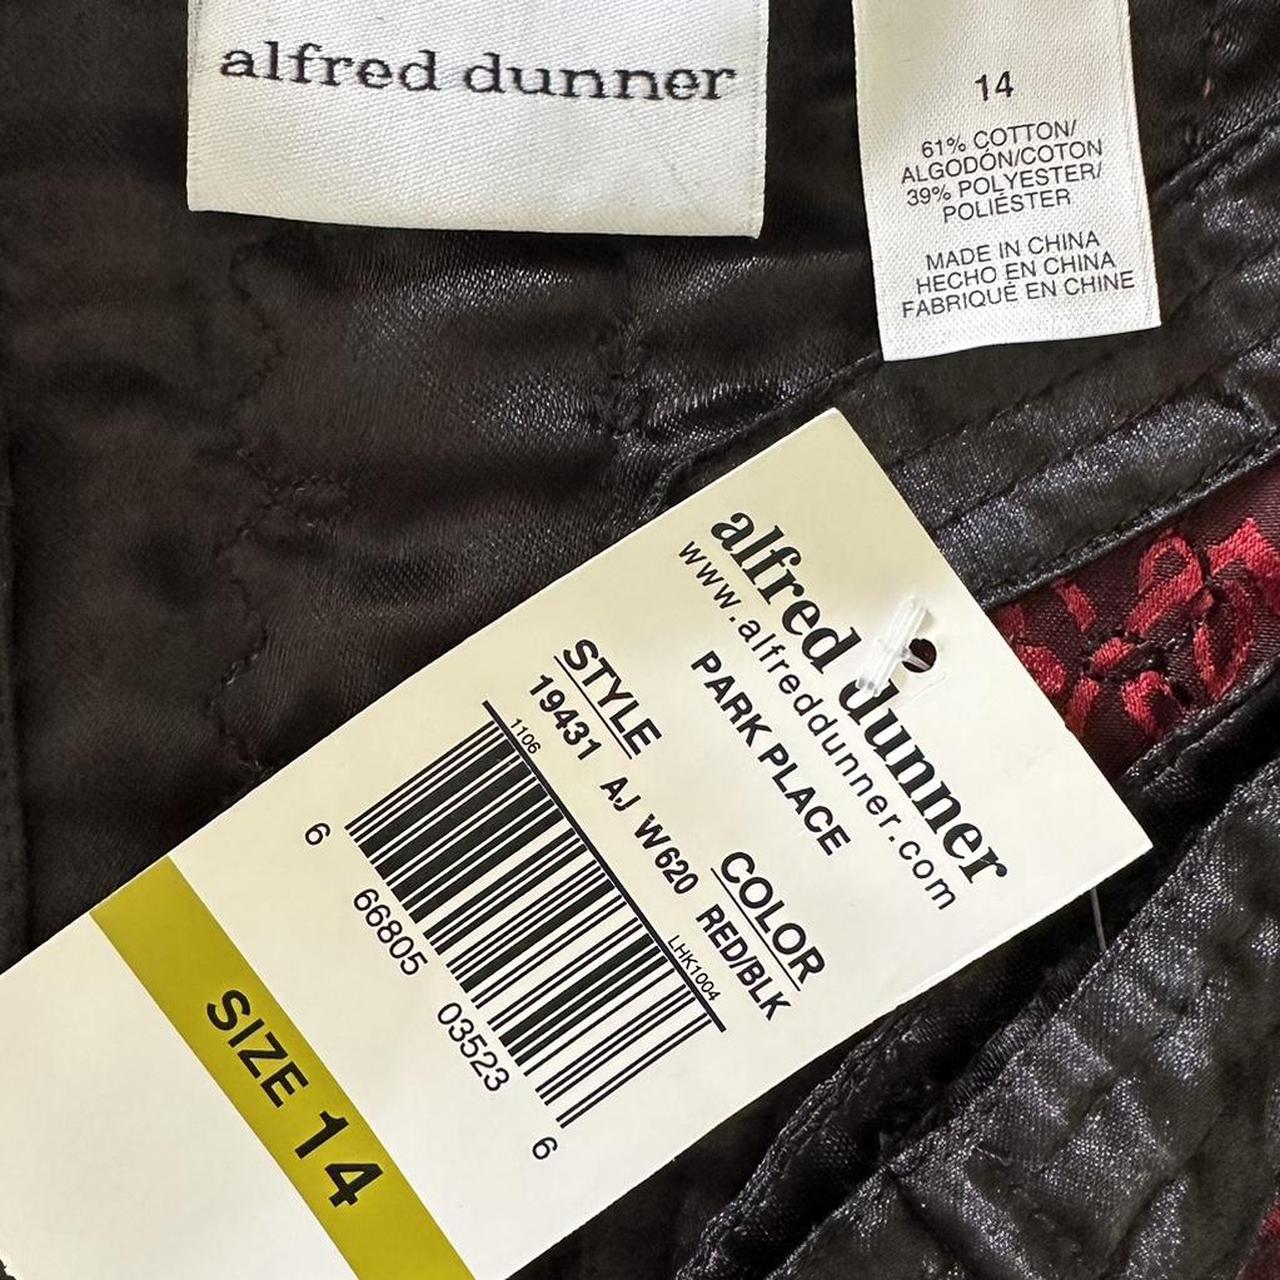 alfred dunner
14
61% COTTON/
ALGODÓN/COTON
39% POLYESTER/
POLIÉSTER
MADE IN CHINA
HECHO EN CHINA
FABRIQUÉ EN CHINE
alfred dunner
www.alfreddunner.com
PARK PLACE
STYLE COLOR
19431 AJ W620 RED/BLK
1106 LHK1004
6 66805 03523 6
SIZE 14